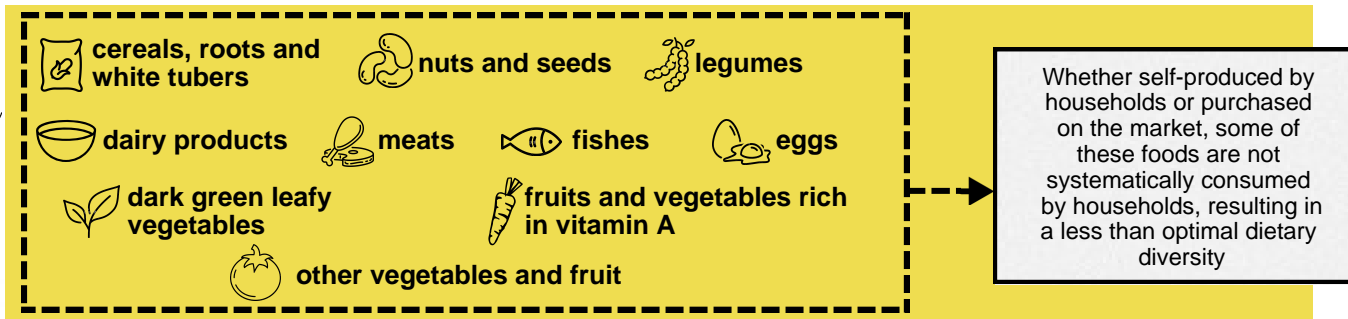 cereals, roots and
white tubers
nuts and seeds
legumes
dairy products
meats
fishes
eggs
dark green leafy
vegetables
fruits and vegetables rich
in vitamin A
other vegetables and fruit
Whether self-produced by
households or purchased
on the market, some of
these foods are not
systematically consumed
by households, resulting in
a less than optimal dietary
diversity